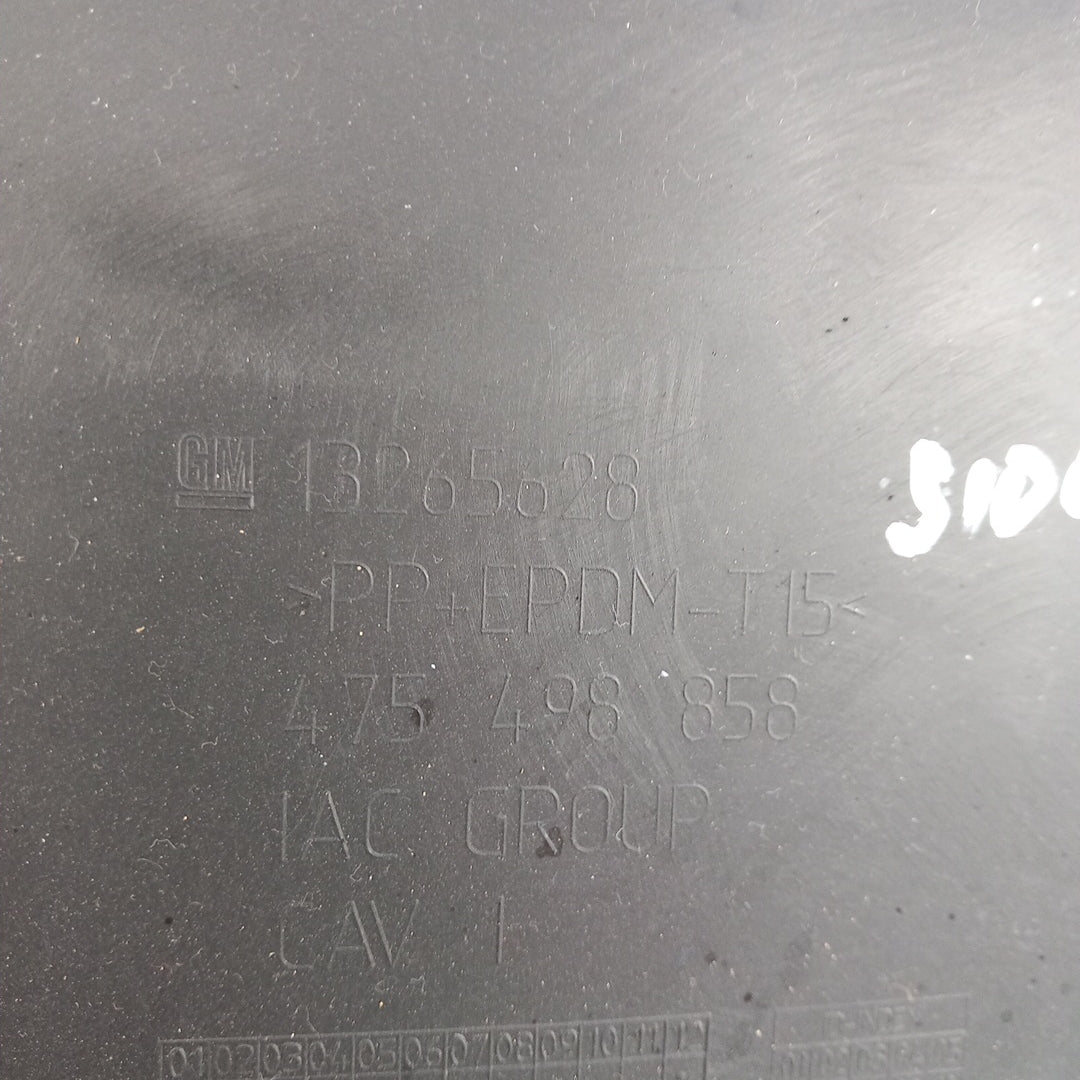 GM 13265628
>PP+EPDM-T15<
475 498 858
IAC GROUP
CAV 1
01 02 03 04 05 06 07 08 09 10 11 12